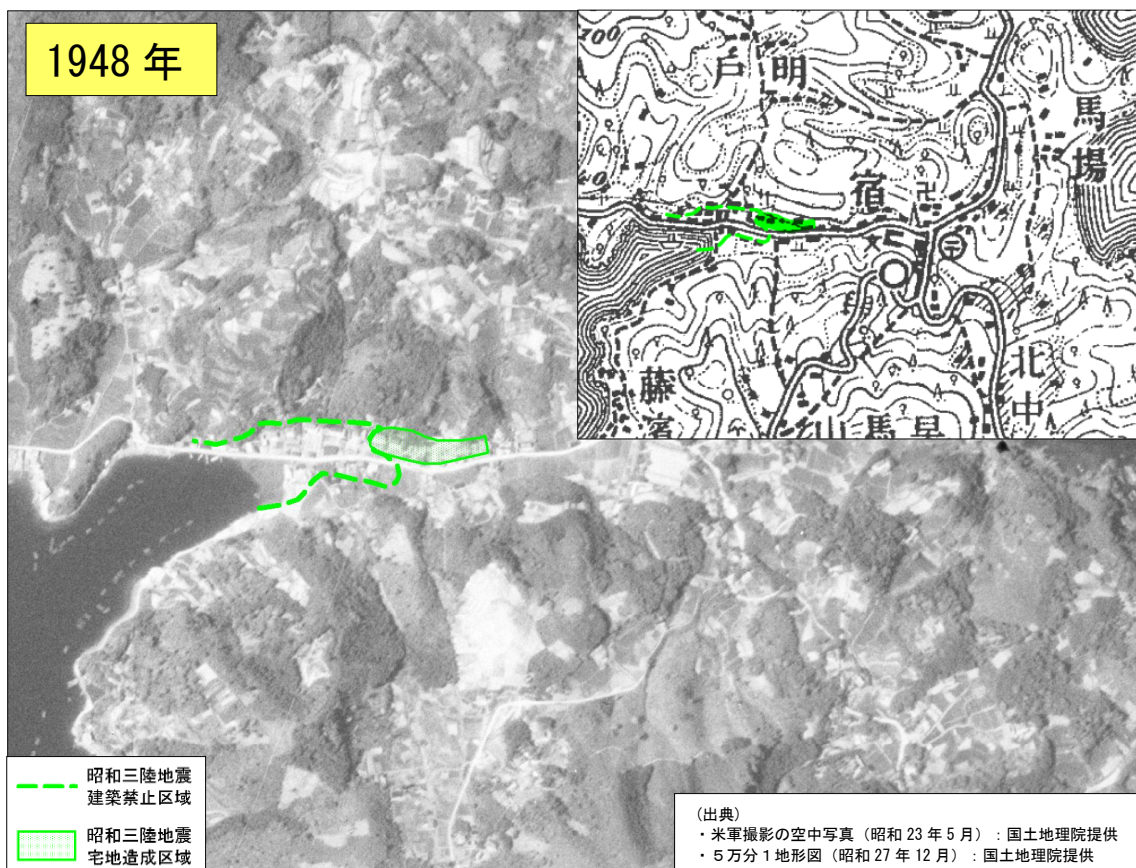 1948 年
700
戸 明
馬場
宿
北中
藤濱
山 馬 早
昭和三陸地震
建築禁止区域
昭和三陸地震
宅地造成区域
(出典)
・米軍撮影の空中写真（昭和 23 年 5 月）：国土地理院提供
・５万分１地形図（昭和 27 年 12 月）：国土地理院提供